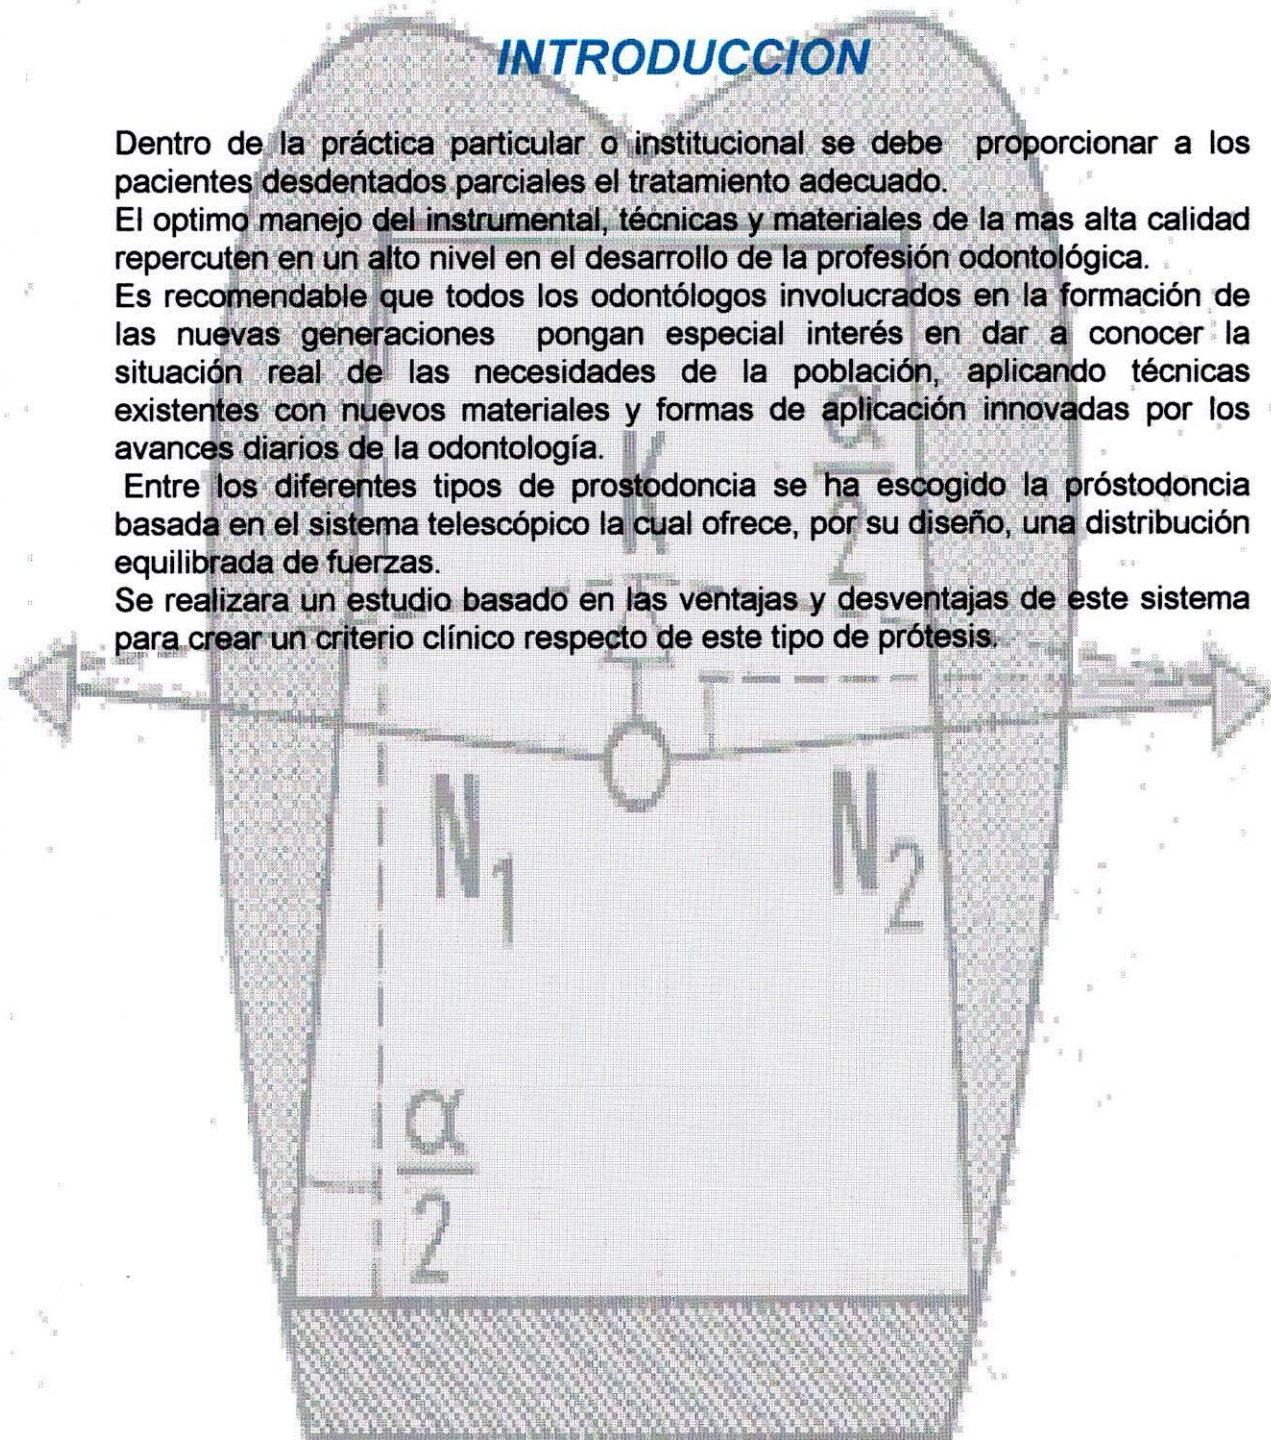 INTRODUCCION
Dentro de la práctica particular o institucional se debe proporcionar a los
pacientes desdentados parciales el tratamiento adecuado.
El optimo manejo del instrumental, técnicas y materiales de la mas alta calidad
repercuten en un alto nivel en el desarrollo de la profesión odontológica.
Es recomendable que todos los odontólogos involucrados en la formación de
las nuevas generaciones pongan especial interés en dar a conocer la
situación real de las necesidades de la población, aplicando técnicas
existentes con nuevos materiales y formas de aplicación innovadas por los
avances diarios de la odontología.
Entre los diferentes tipos de prostodoncia se ha escogido la próstodoncia
basada en el sistema telescópico la cual ofrece, por su diseño, una distribución
equilibrada de fuerzas.
Se realizara un estudio basado en las ventajas y desventajas de este sistema
para crear un criterio clínico respecto de este tipo de prótesis.
K
α
2
N1
N2
α
2